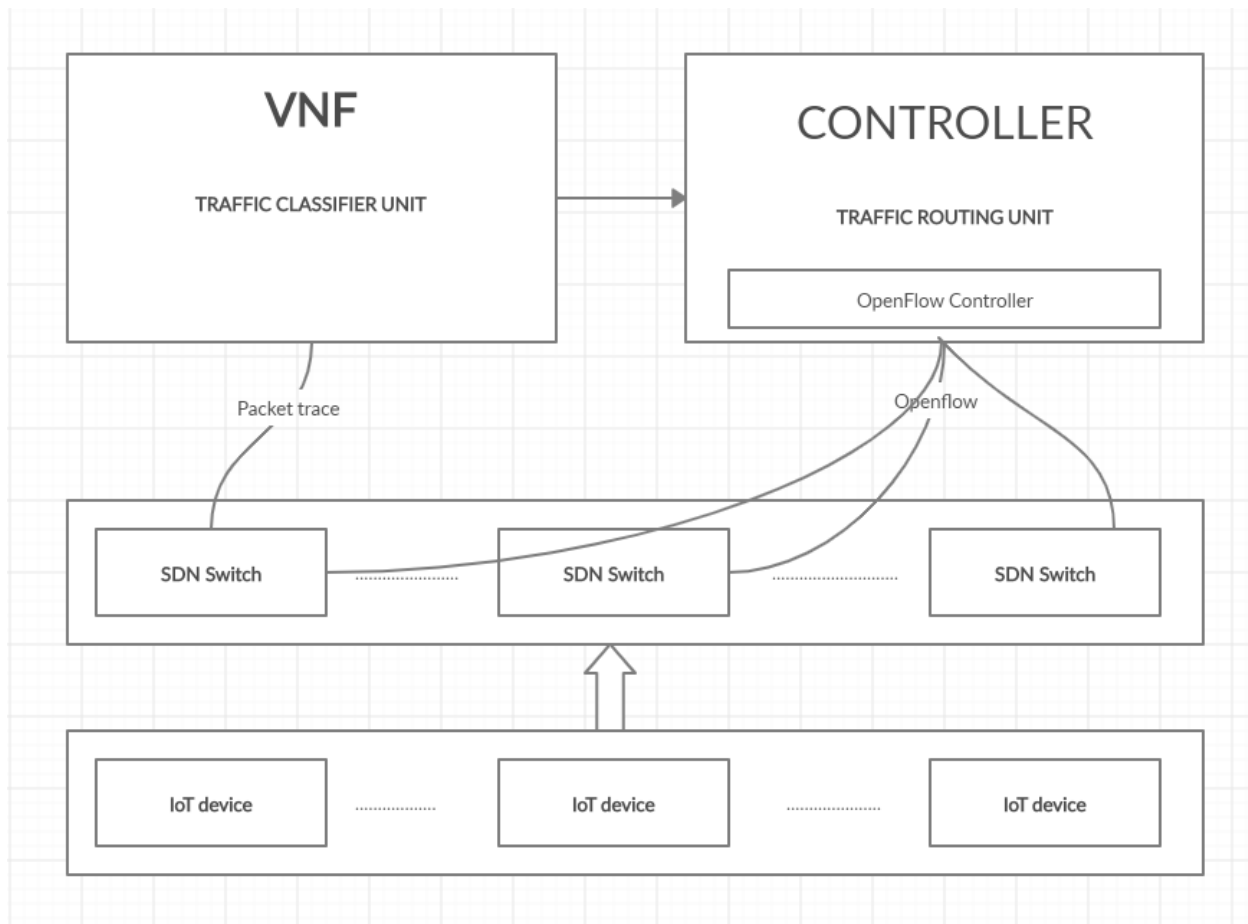 VNF
TRAFFIC CLASSIFIER UNIT
CONTROLLER
TRAFFIC ROUTING UNIT
OpenFlow Controller
Packet trace
Openflow
SDN Switch
SDN Switch
SDN Switch
IoT device
IoT device
IoT device